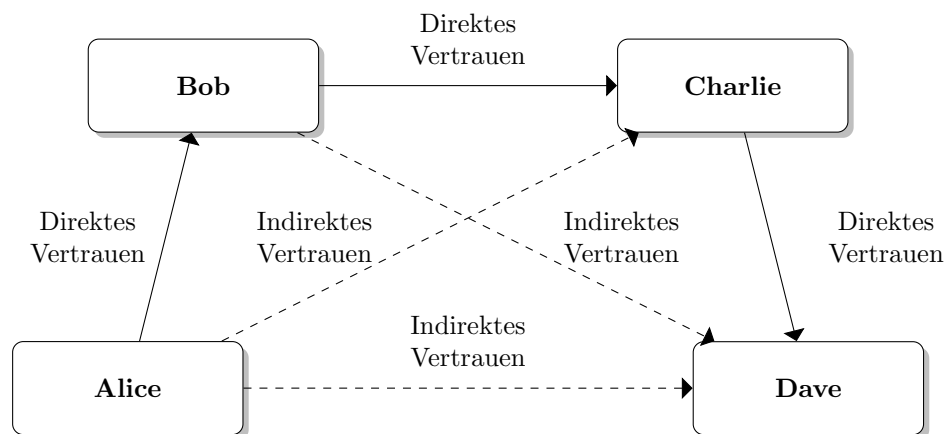 Direktes
Vertrauen
Bob
Charlie
Direktes
Vertrauen
Indirektes
Vertrauen
Indirektes
Vertrauen
Direktes
Vertrauen
Indirektes
Vertrauen
Alice
Dave